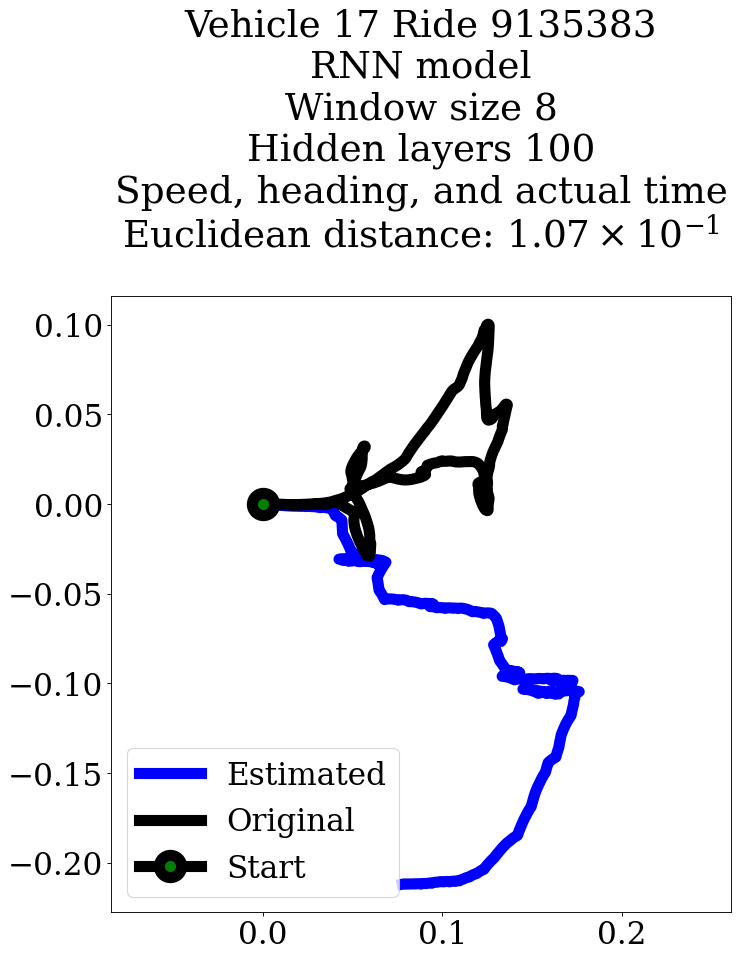 Vehicle 17 Ride 9135383
RNN model
Window size 8
Hidden layers 100
Speed, heading, and actual time
Euclidean distance: 1.07 × 10⁻¹
0.10
0.05
0.00
−0.05
−0.10
−0.15
−0.20
Estimated
Original
Start
0.0 0.1 0.2